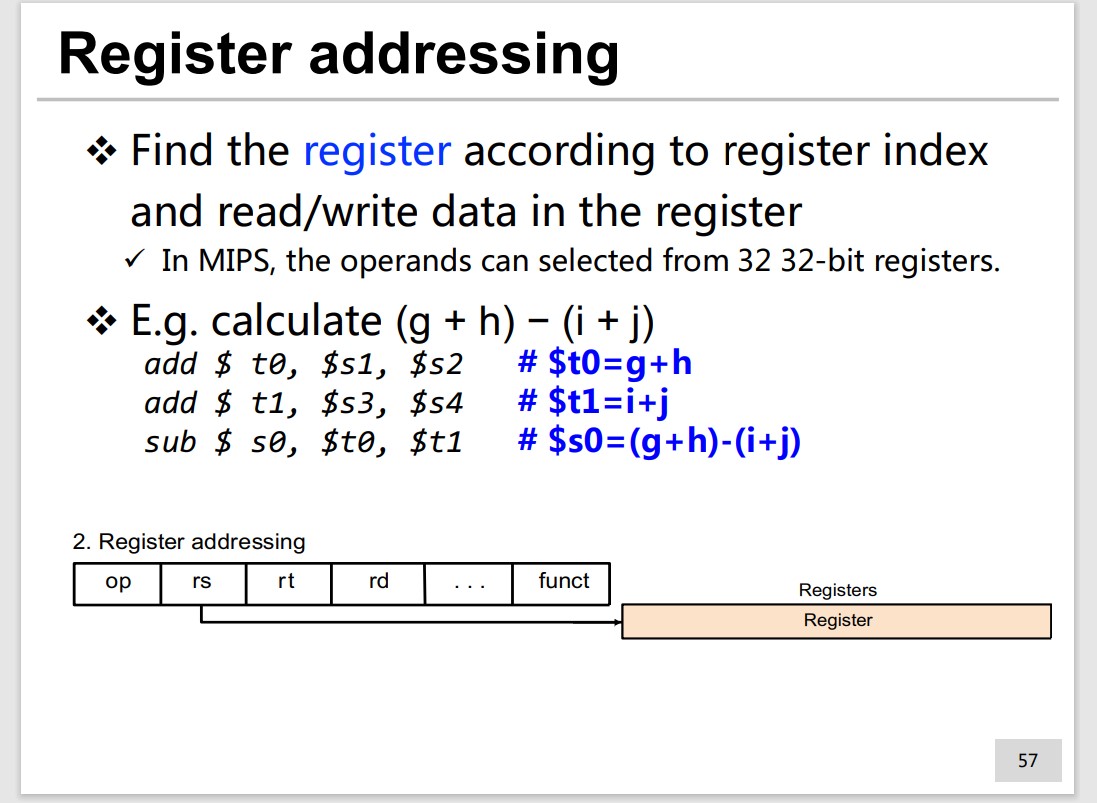 Register addressing
Find the register according to register index
and read/write data in the register
In MIPS, the operands can selected from 32 32-bit registers.
E.g. calculate (g + h) − (i + j)
add $ t0, $s1, $s2 # $t0=g+h
add $ t1, $s3, $s4 # $t1=i+j
sub $ s0, $t0, $t1 # $s0=(g+h)-(i+j)
2. Register addressing
op rs rt rd . . . funct
Registers
Register
57